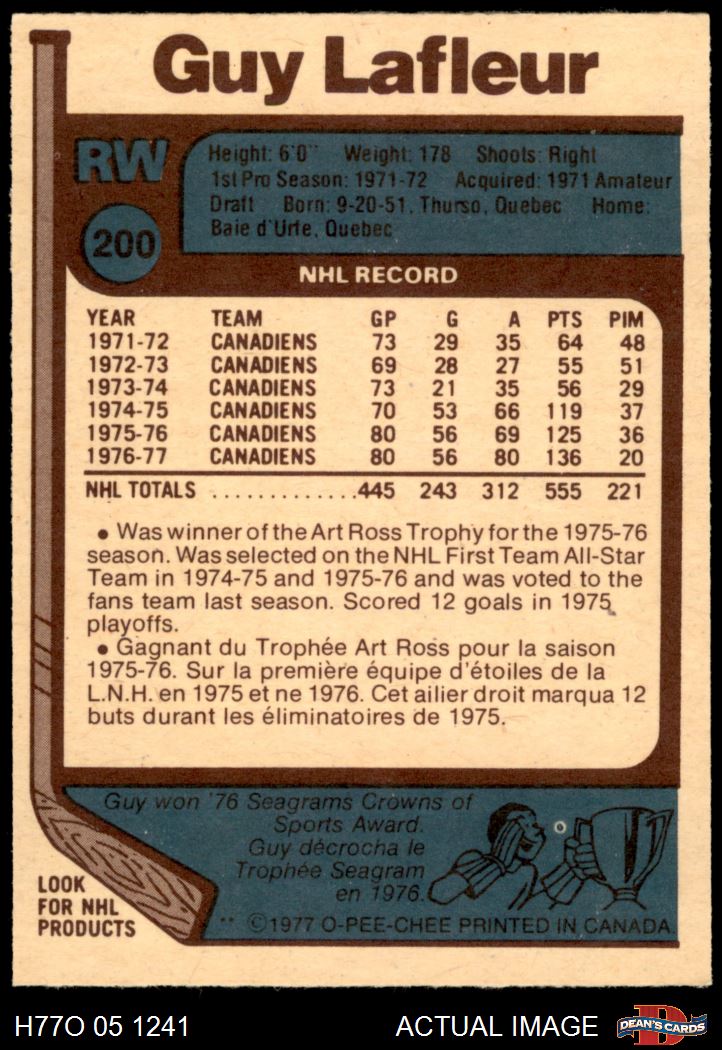 Guy Lafleur
RW
200
Height: 6'0" Weight: 178 Shoots: Right
1st Pro Season: 1971-72 Acquired: 1971 Amateur
Draft Born: 9-20-51, Thurso, Quebec Home:
Baie d'Urfe, Quebec
NHL RECORD
YEAR TEAM GP G A PTS PIM
1971-72 CANADIENS 73 29 35 64 48
1972-73 CANADIENS 69 28 27 55 51
1973-74 CANADIENS 73 21 35 56 29
1974-75 CANADIENS 70 53 66 119 37
1975-76 CANADIENS 80 56 69 125 36
1976-77 CANADIENS 80 56 80 136 20
NHL TOTALS .............445 243 312 555 221
• Was winner of the Art Ross Trophy for the 1975-76
season. Was selected on the NHL First Team All-Star
Team in 1974-75 and 1975-76 and was voted to the
fans team last season. Scored 12 goals in 1975
playoffs.
• Gagnant du Trophée Art Ross pour la saison
1975-76. Sur la première équipe d'étoiles de la
L.N.H. en 1975 et ne 1976. Cet ailier droit marqua 12
buts durant les éliminatoires de 1975.
Guy won '76 Seagrams Crowns of
Sports Award.
Guy décrocha le
Trophée Seagram
en 1976.
LOOK
FOR NHL
PRODUCTS
** ©1977 O-PEE-CHEE PRINTED IN CANADA.
H77O 05 1241
ACTUAL IMAGE
D
DEAN'S CARDS